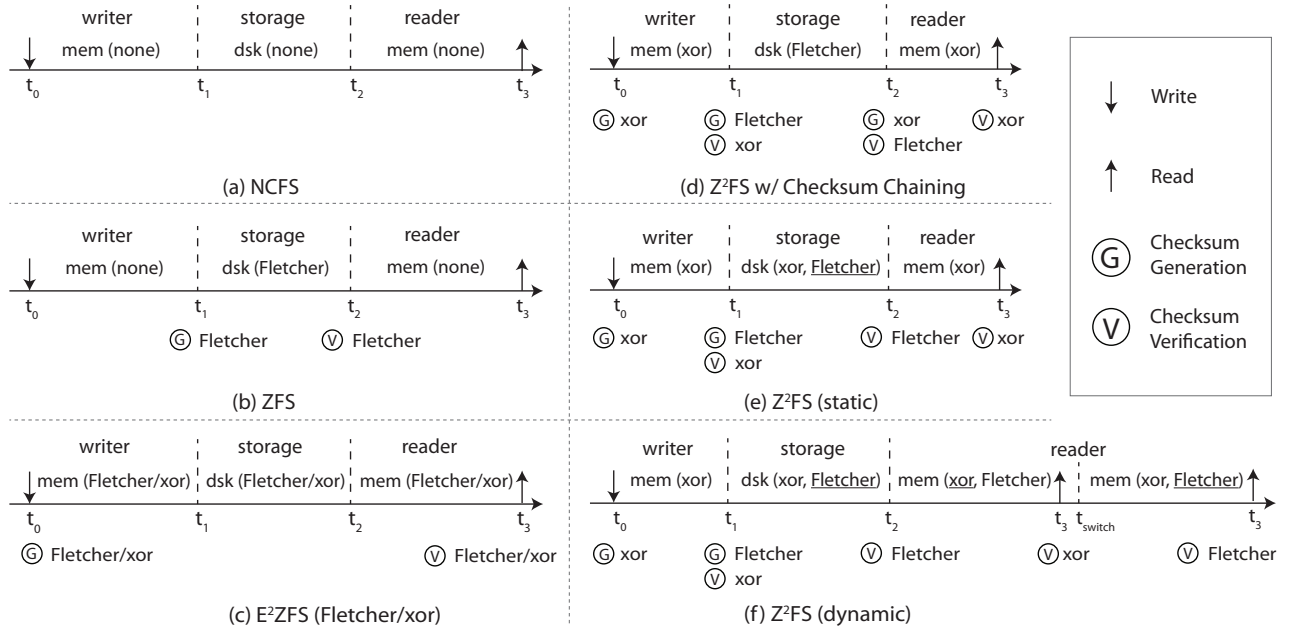 writer storage reader
mem (none) dsk (none) mem (none)
t0 t1 t2 t3
(a) NCFS
writer storage reader
mem (none) dsk (Fletcher) mem (none)
t0 t1 t2 t3
G Fletcher V Fletcher
(b) ZFS
writer storage reader
mem (Fletcher/xor) dsk (Fletcher/xor) mem (Fletcher/xor)
t0 t1 t2 t3
G Fletcher/xor V Fletcher/xor
(c) E²ZFS (Fletcher/xor)
writer storage reader
mem (xor) dsk (Fletcher) mem (xor)
t0 t1 t2 t3
G xor G Fletcher G xor V xor
V xor V Fletcher
(d) Z²FS w/ Checksum Chaining
writer storage reader
mem (xor) dsk (xor, Fletcher) mem (xor)
t0 t1 t2 t3
G xor G Fletcher V Fletcher V xor
V xor
(e) Z²FS (static)
writer storage reader
mem (xor) dsk (xor, Fletcher) mem (xor, Fletcher) mem (xor, Fletcher)
t0 t1 t2 t3 tswitch t3
G xor G Fletcher V Fletcher V xor V Fletcher
V xor
(f) Z²FS (dynamic)
Write
Read
G Checksum
Generation
V Checksum
Verification